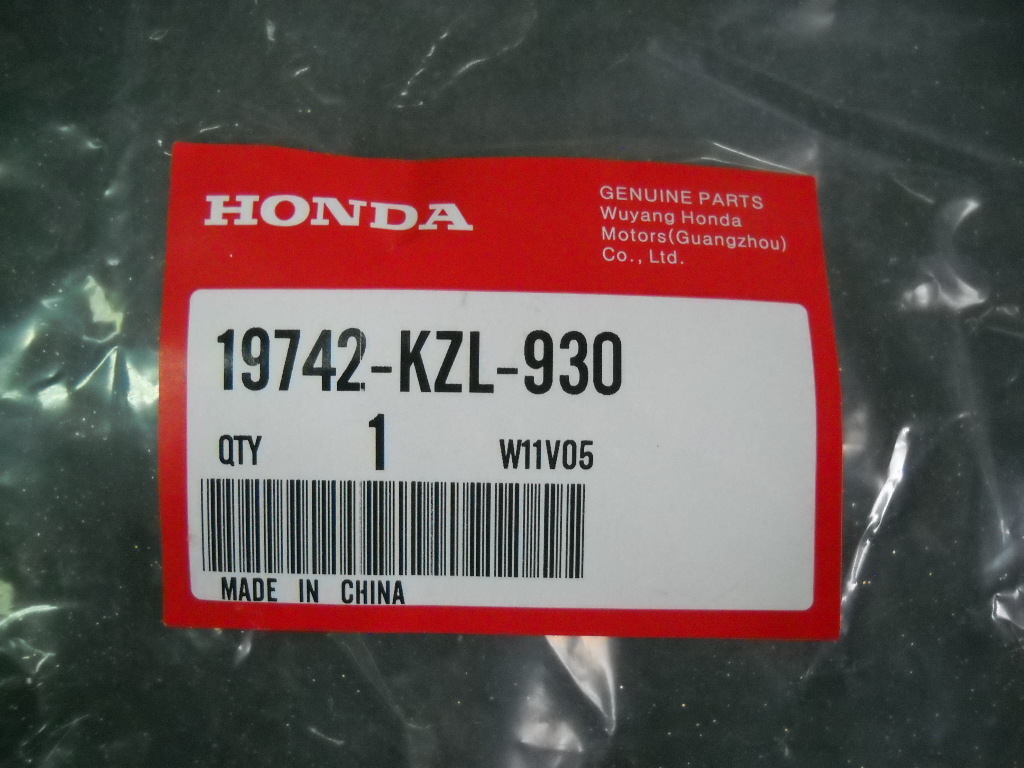 HONDA
GENUINE PARTS
Wuyang Honda
Motors(Guangzhou)
Co., Ltd.
19742-KZL-930
QTY 1 W11V05
MADE IN CHINA